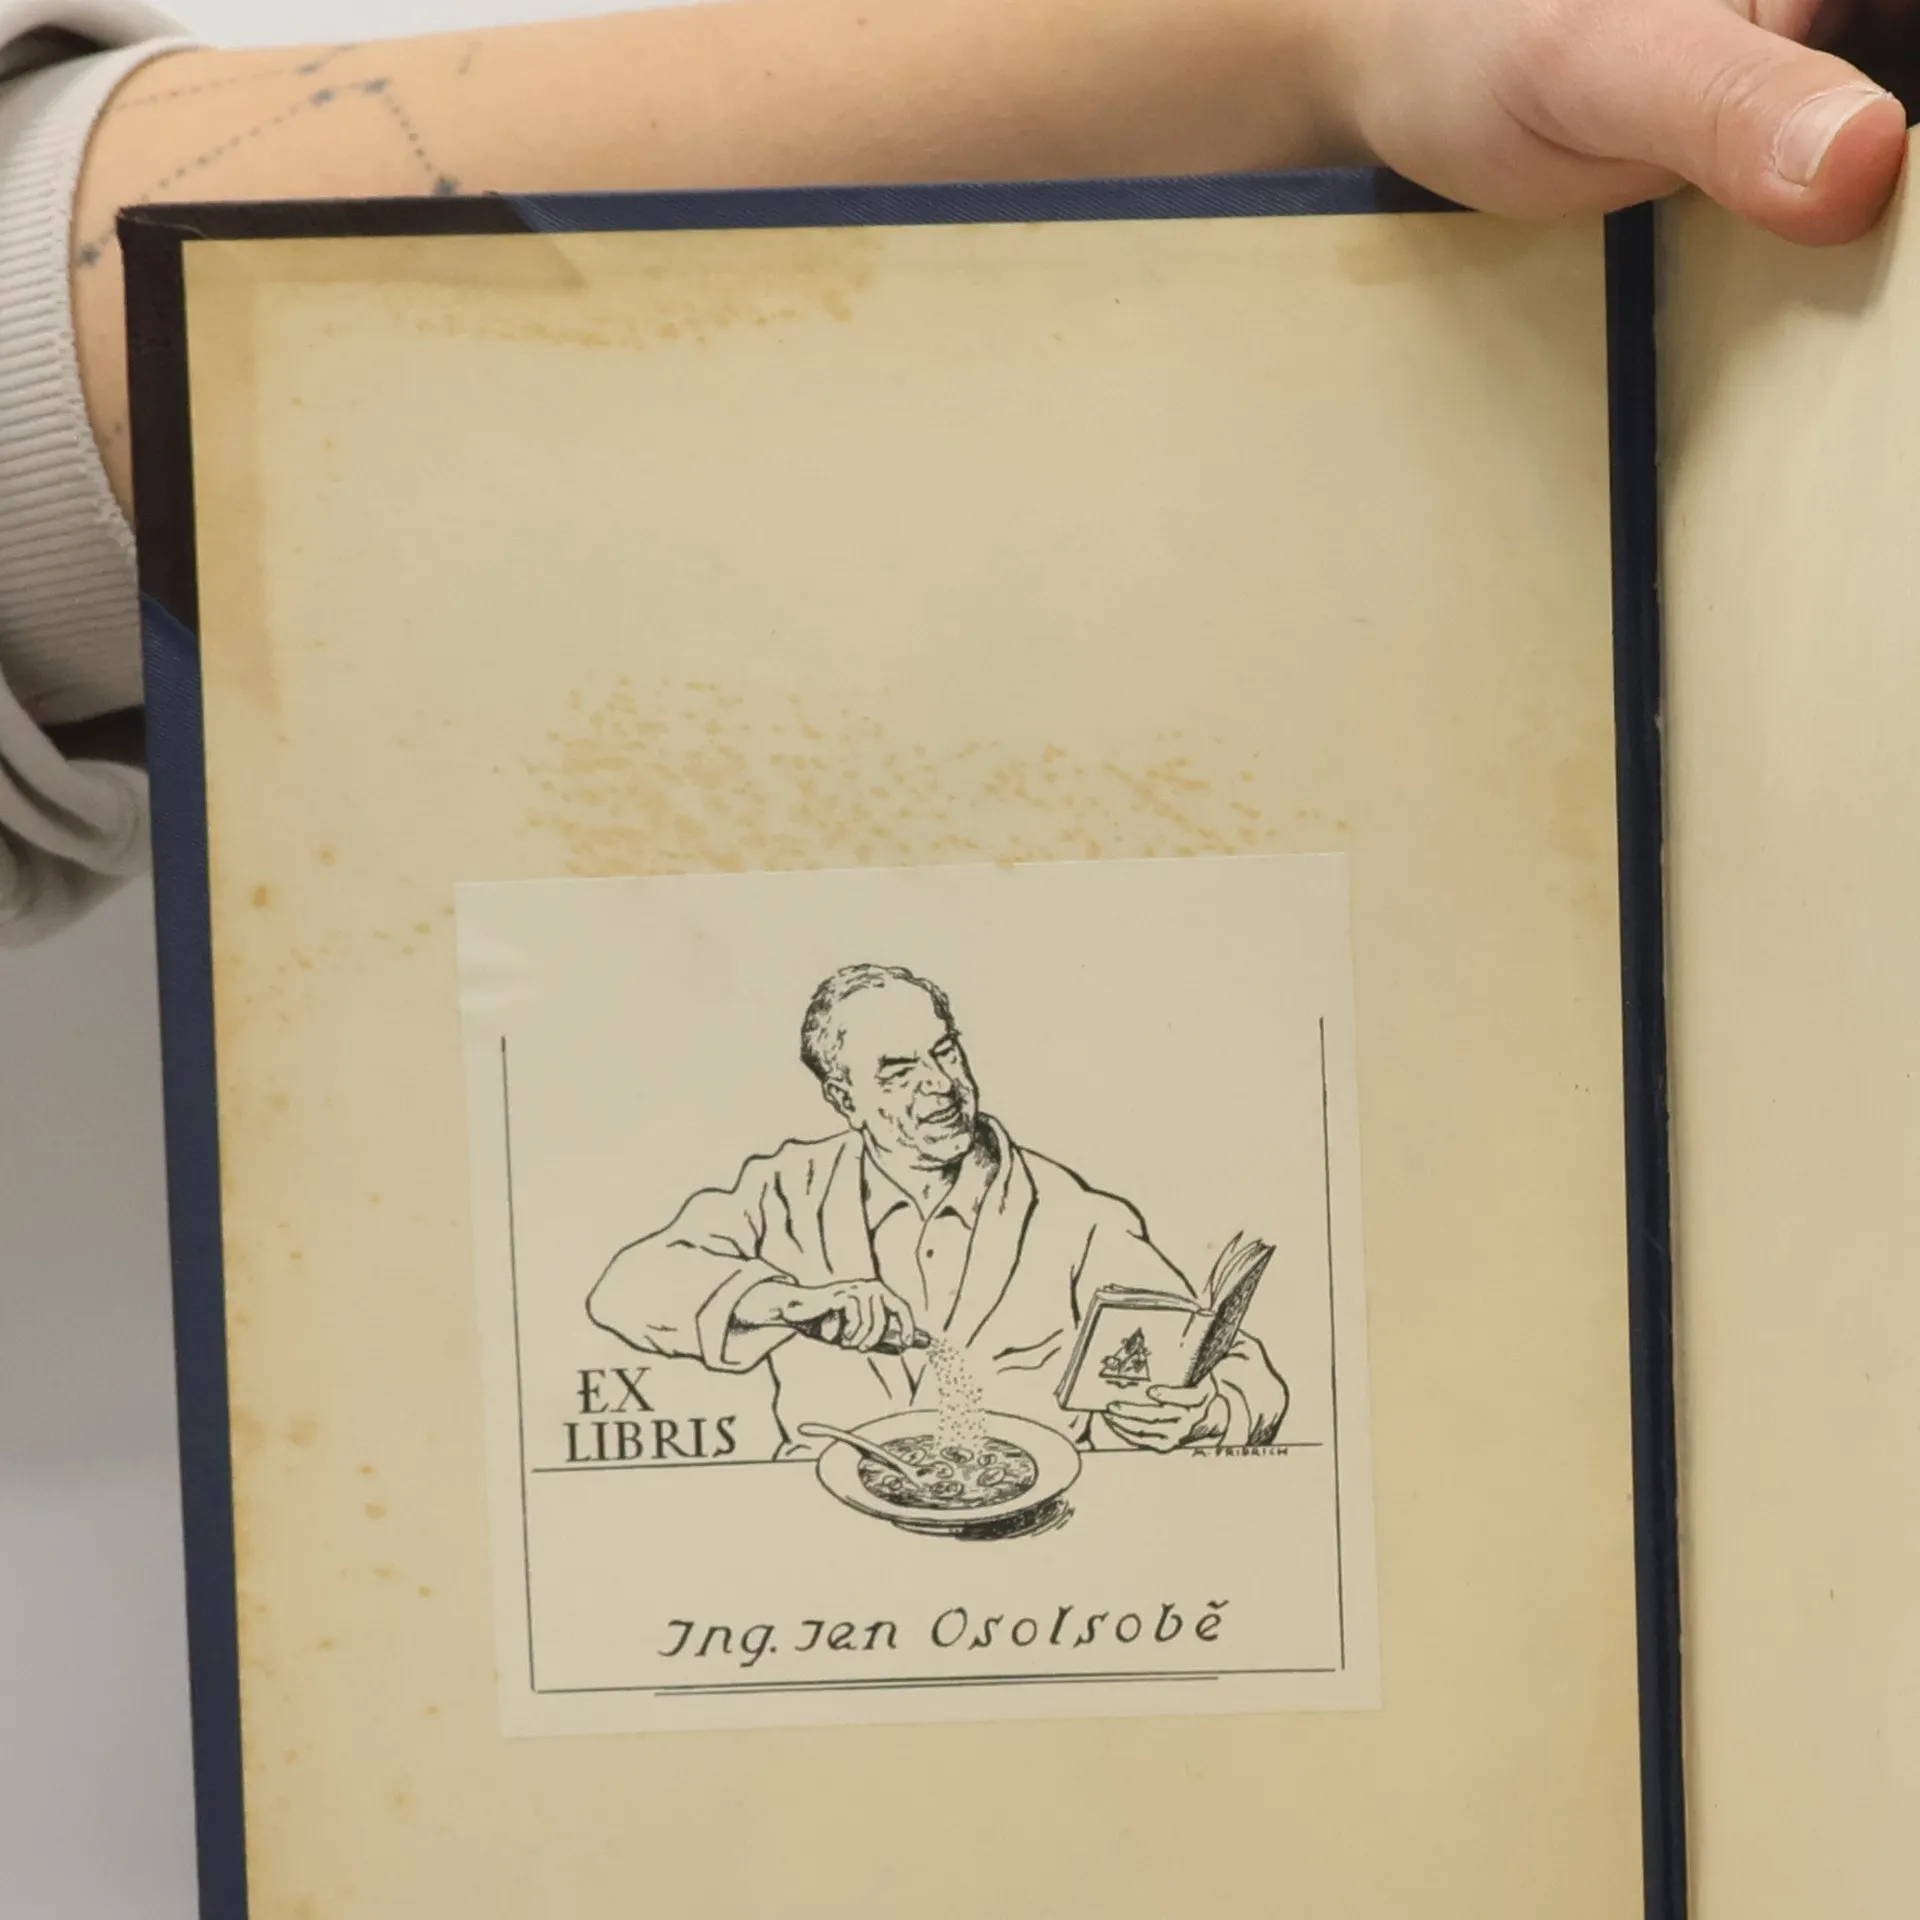 EX
LIBRIS
M. FRIDRICH
Ing. Jan Osolsobě